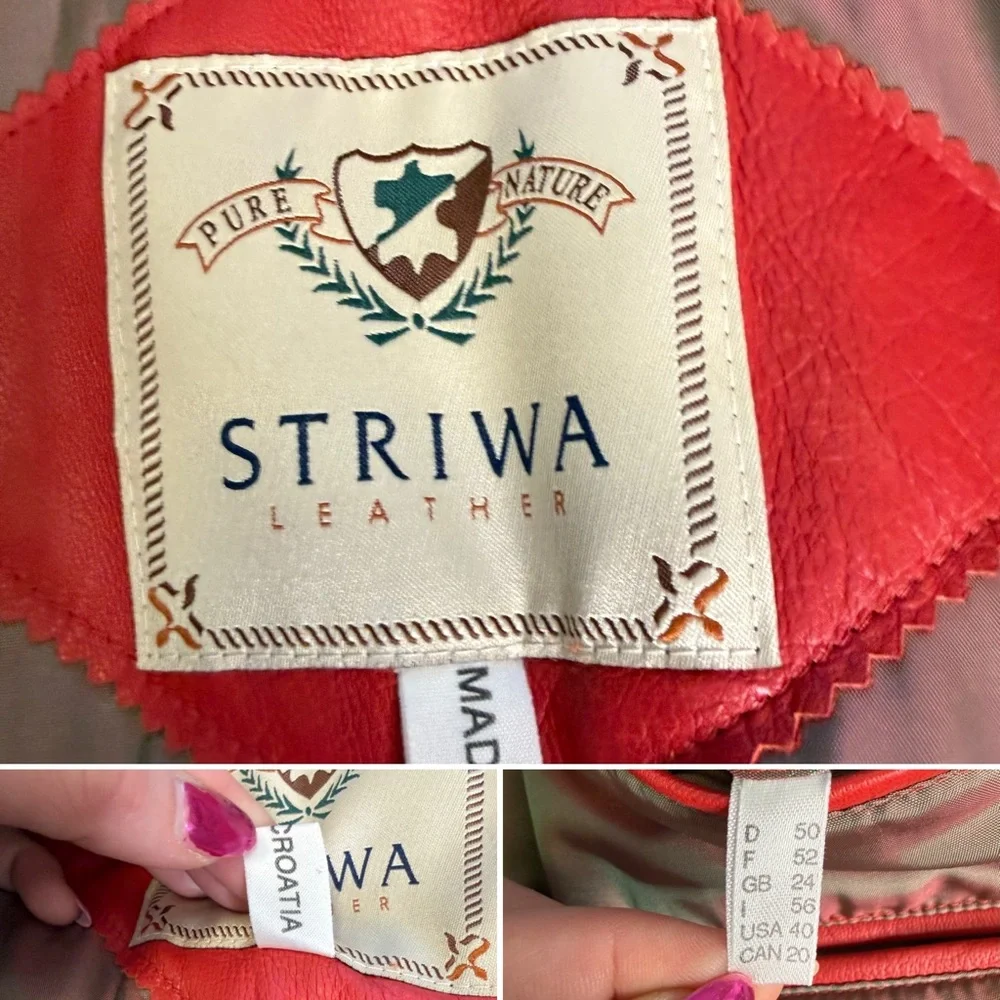 PURE NATURE
STRIWA
LEATHER
MAD
CROATIA
WA
ER
D 50
F 52
GB 24
I 56
USA 40
CAN 20